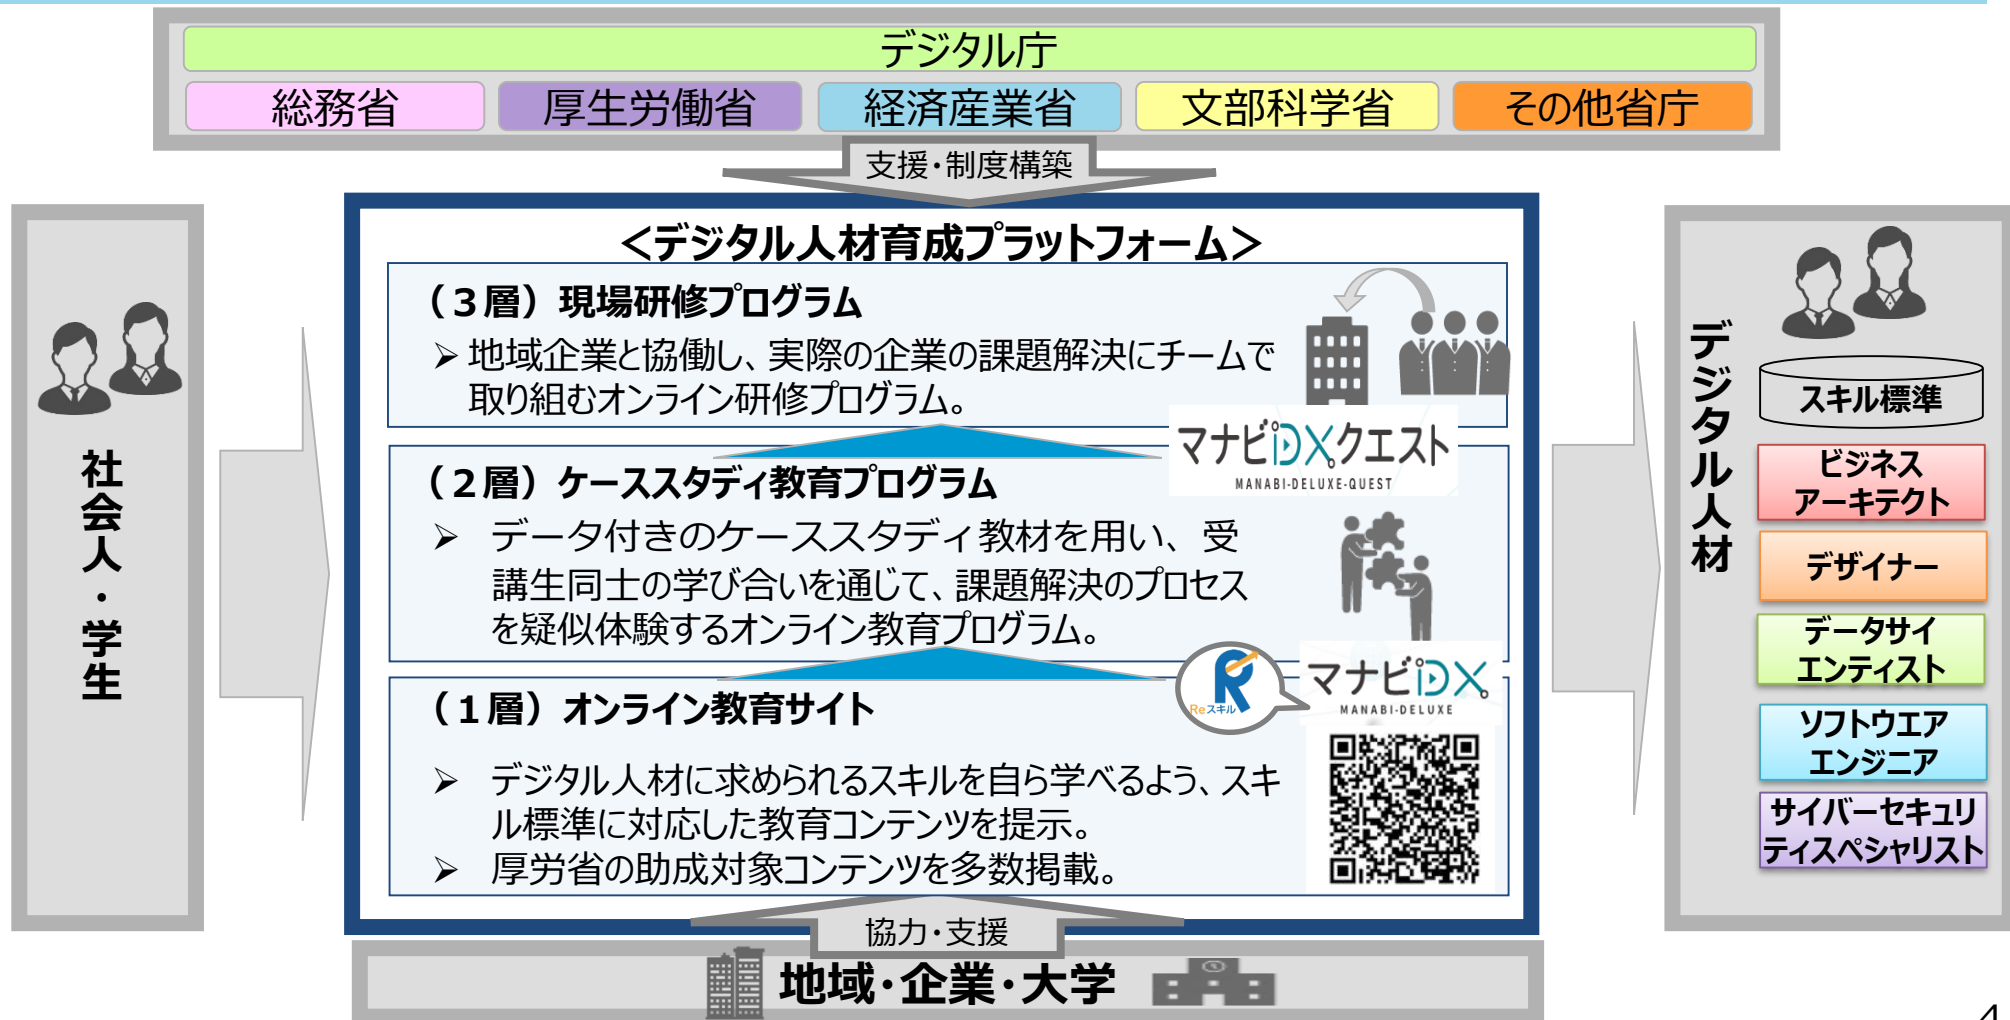 デジタル庁
総務省
厚生労働省
経済産業省
文部科学省
その他省庁
支援・制度構築
社会人・学生
＜デジタル人材育成プラットフォーム＞
（３層）現場研修プログラム
➢ 地域企業と協働し、実際の企業の課題解決にチームで
取り組むオンライン研修プログラム。
マナビDXクエスト
MANABI-DELUXE-QUEST
（２層）ケーススタディ教育プログラム
➢ データ付きのケーススタディ教材を用い、受
講生同士の学び合いを通じて、課題解決のプロセス
を疑似体験するオンライン教育プログラム。
Reスキル
マナビDX
MANABI-DELUXE
（１層）オンライン教育サイト
➢ デジタル人材に求められるスキルを自ら学べるよう、スキ
ル標準に対応した教育コンテンツを提示。
➢ 厚労省の助成対象コンテンツを多数掲載。
協力・支援
地域・企業・大学
デジタル人材
スキル標準
ビジネス
アーキテクト
デザイナー
データサイ
エンティスト
ソフトウエア
エンジニア
サイバーセキュリ
ティスペシャリスト
4